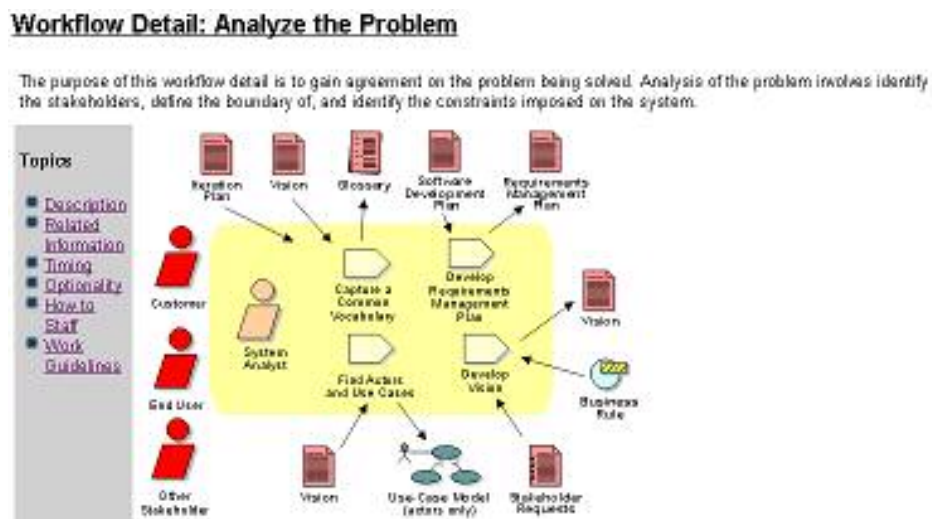 Workflow Detail: Analyze the Problem
The purpose of this workflow detail is to gain agreement on the problem being solved. Analysis of the problem involves identify
the stakeholders, define the boundary of, and identify the constraints imposed on the system.
Topics
Description
Related
Information
Timing
Optionality
How to
Staff
Work
Guidelines
Iteration
Plan
Vision
Glossary
Software
Development
Plan
Requirements
Management
Plan
Customer
System
Analyst
Capture a
Common
Vocabulary
Develop
Requirements
Management
Plan
Vision
End User
Find Actors
and Use Cases
Develop
Vision
Business
Rule
Other
Stakeholder
Vision
Use-Case Model
(actors only)
Stakeholder
Requests